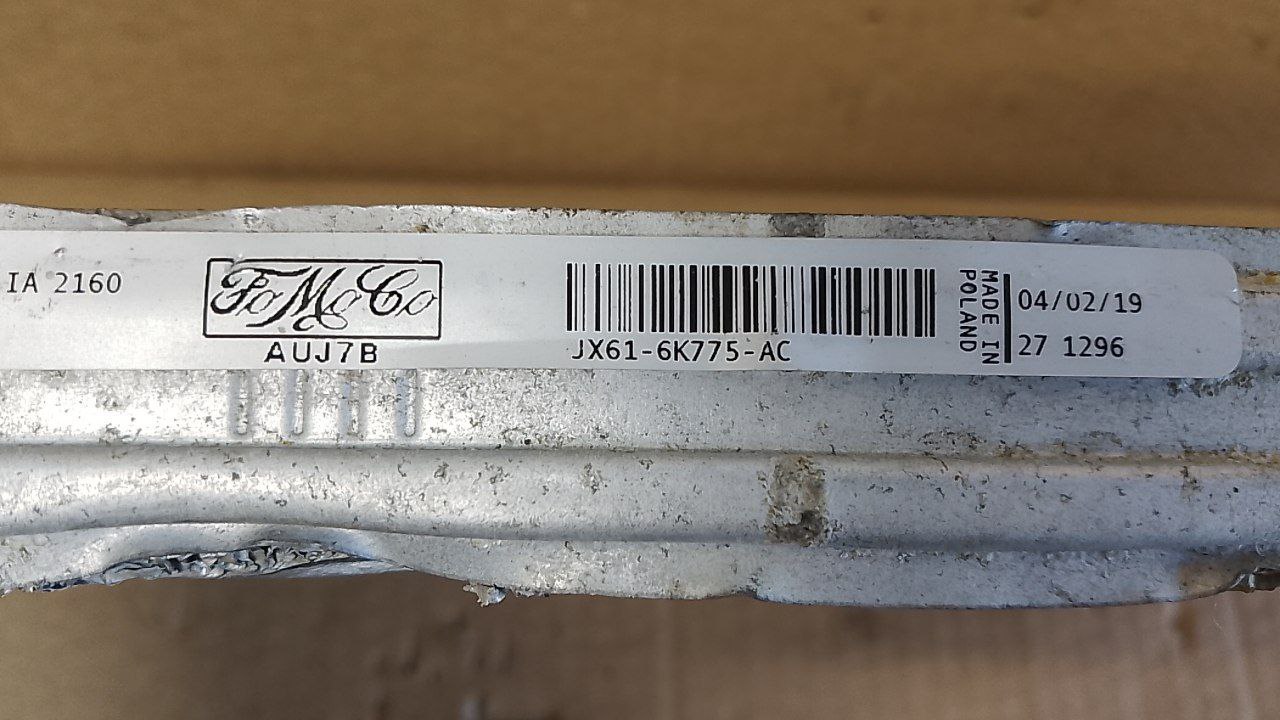 IA 2160
FoMoCo
AUJ7B
JX61-6K775-AC
MADE IN
POLAND
04/02/19
27 1296